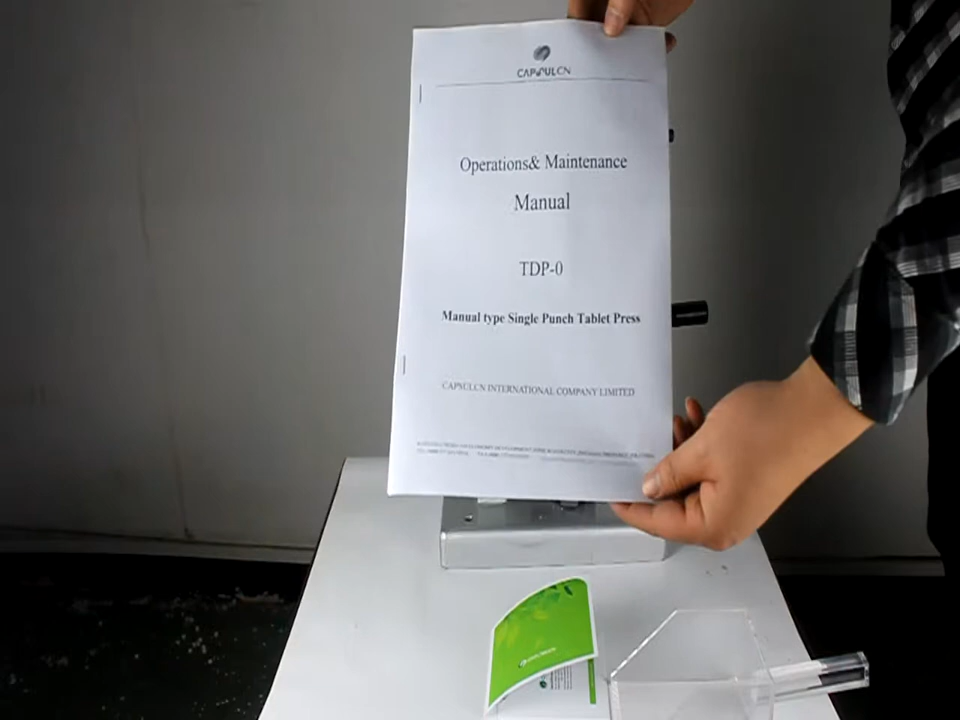 CAPSULCN
Operations& Maintenance
Manual
TDP-0
Manual type Single Punch Tablet Press
CAPSULCN INTERNATIONAL COMPANY LIMITED